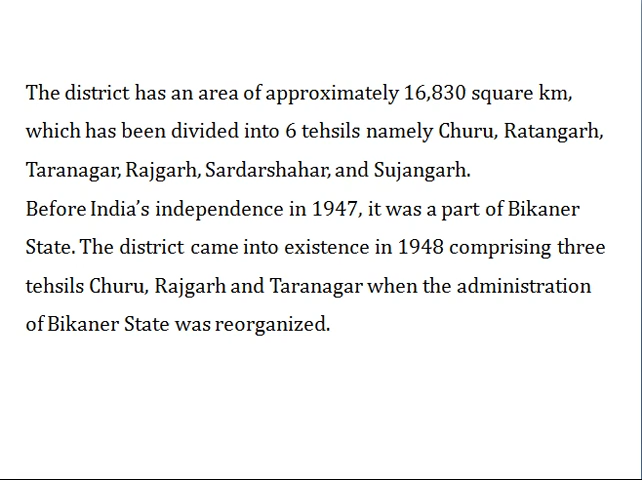 The district has an area of approximately 16,830 square km,
which has been divided into 6 tehsils namely Churu, Ratangarh,
Taranagar, Rajgarh, Sardarshahar, and Sujangarh.
Before India’s independence in 1947, it was a part of Bikaner
State. The district came into existence in 1948 comprising three
tehsils Churu, Rajgarh and Taranagar when the administration
of Bikaner State was reorganized.